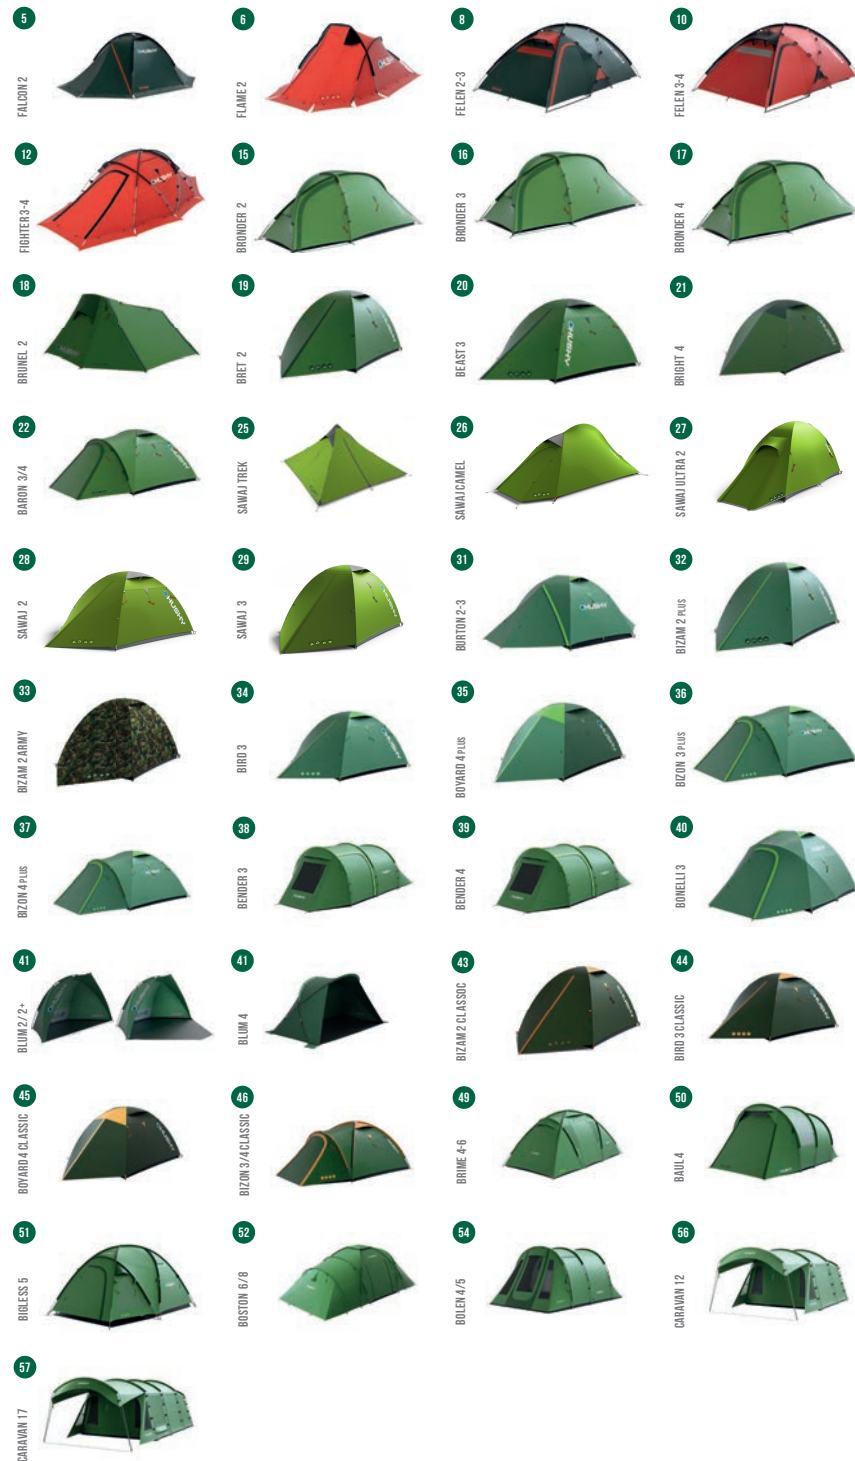 5
FALCON 2
6
FLAME 2
8
FELEN 2-3
10
FELEN 3-4
12
FIGHTER 3-4
15
BRONDER 2
16
BRONDER 3
17
BRONDER 4
18
BRUNEL 2
19
BRET 2
20
BEAST 3
HUSKY
21
BRIGHT 4
22
BARON 3/4
25
SAWAJ TREK
26
SAWAJ CAMEL
27
SAWAJ ULTRA 2
28
SAWAJ 2
HUSKY
29
SAWAJ 3
HUSKY
31
BURTON 2-3
HUSKY
32
BIZAM 2 PLUS
33
BIZAM 2 ARMY
34
BIRD 3
35
BOYARD 4 PLUS
36
BIZON 3 PLUS
37
BIZON 4 PLUS
38
BENDER 3
39
BENDER 4
40
BONELLI 3
41
BLUM 2/ 2+
41
BLUM 4
43
BIZAM 2 CLASSOC
44
BIRD 3 CLASSIC
45
BOYARD 4 CLASSIC
46
BIZON 3/4 CLASSIC
49
BRIME 4-6
50
BAUL 4
51
BIGLESS 5
52
BOSTON 6/8
54
BOLEN 4/5
56
CARAVAN 12
57
CARAVAN 17